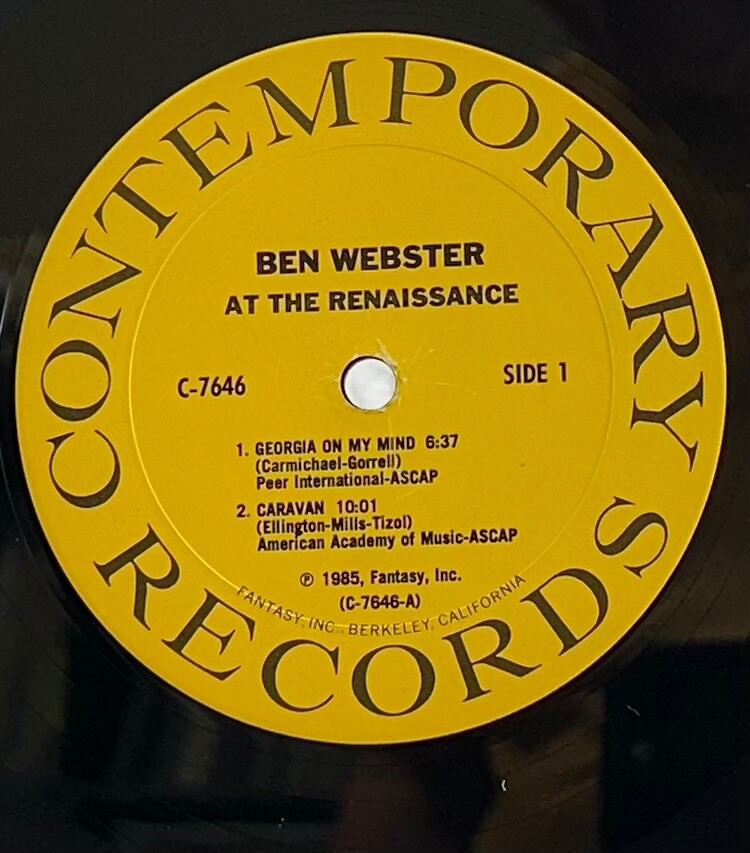 CONTEMPORARY RECORDS
BEN WEBSTER
AT THE RENAISSANCE
C-7646
SIDE 1
1. GEORGIA ON MY MIND 6:37
(Carmichael-Gorrell)
Peer International-ASCAP
2. CARAVAN 10:01
(Ellington-Mills-Tizol)
American Academy of Music-ASCAP
℗ 1985, Fantasy, Inc.
(C-7646-A)
FANTASY, INC., BERKELEY, CALIFORNIA